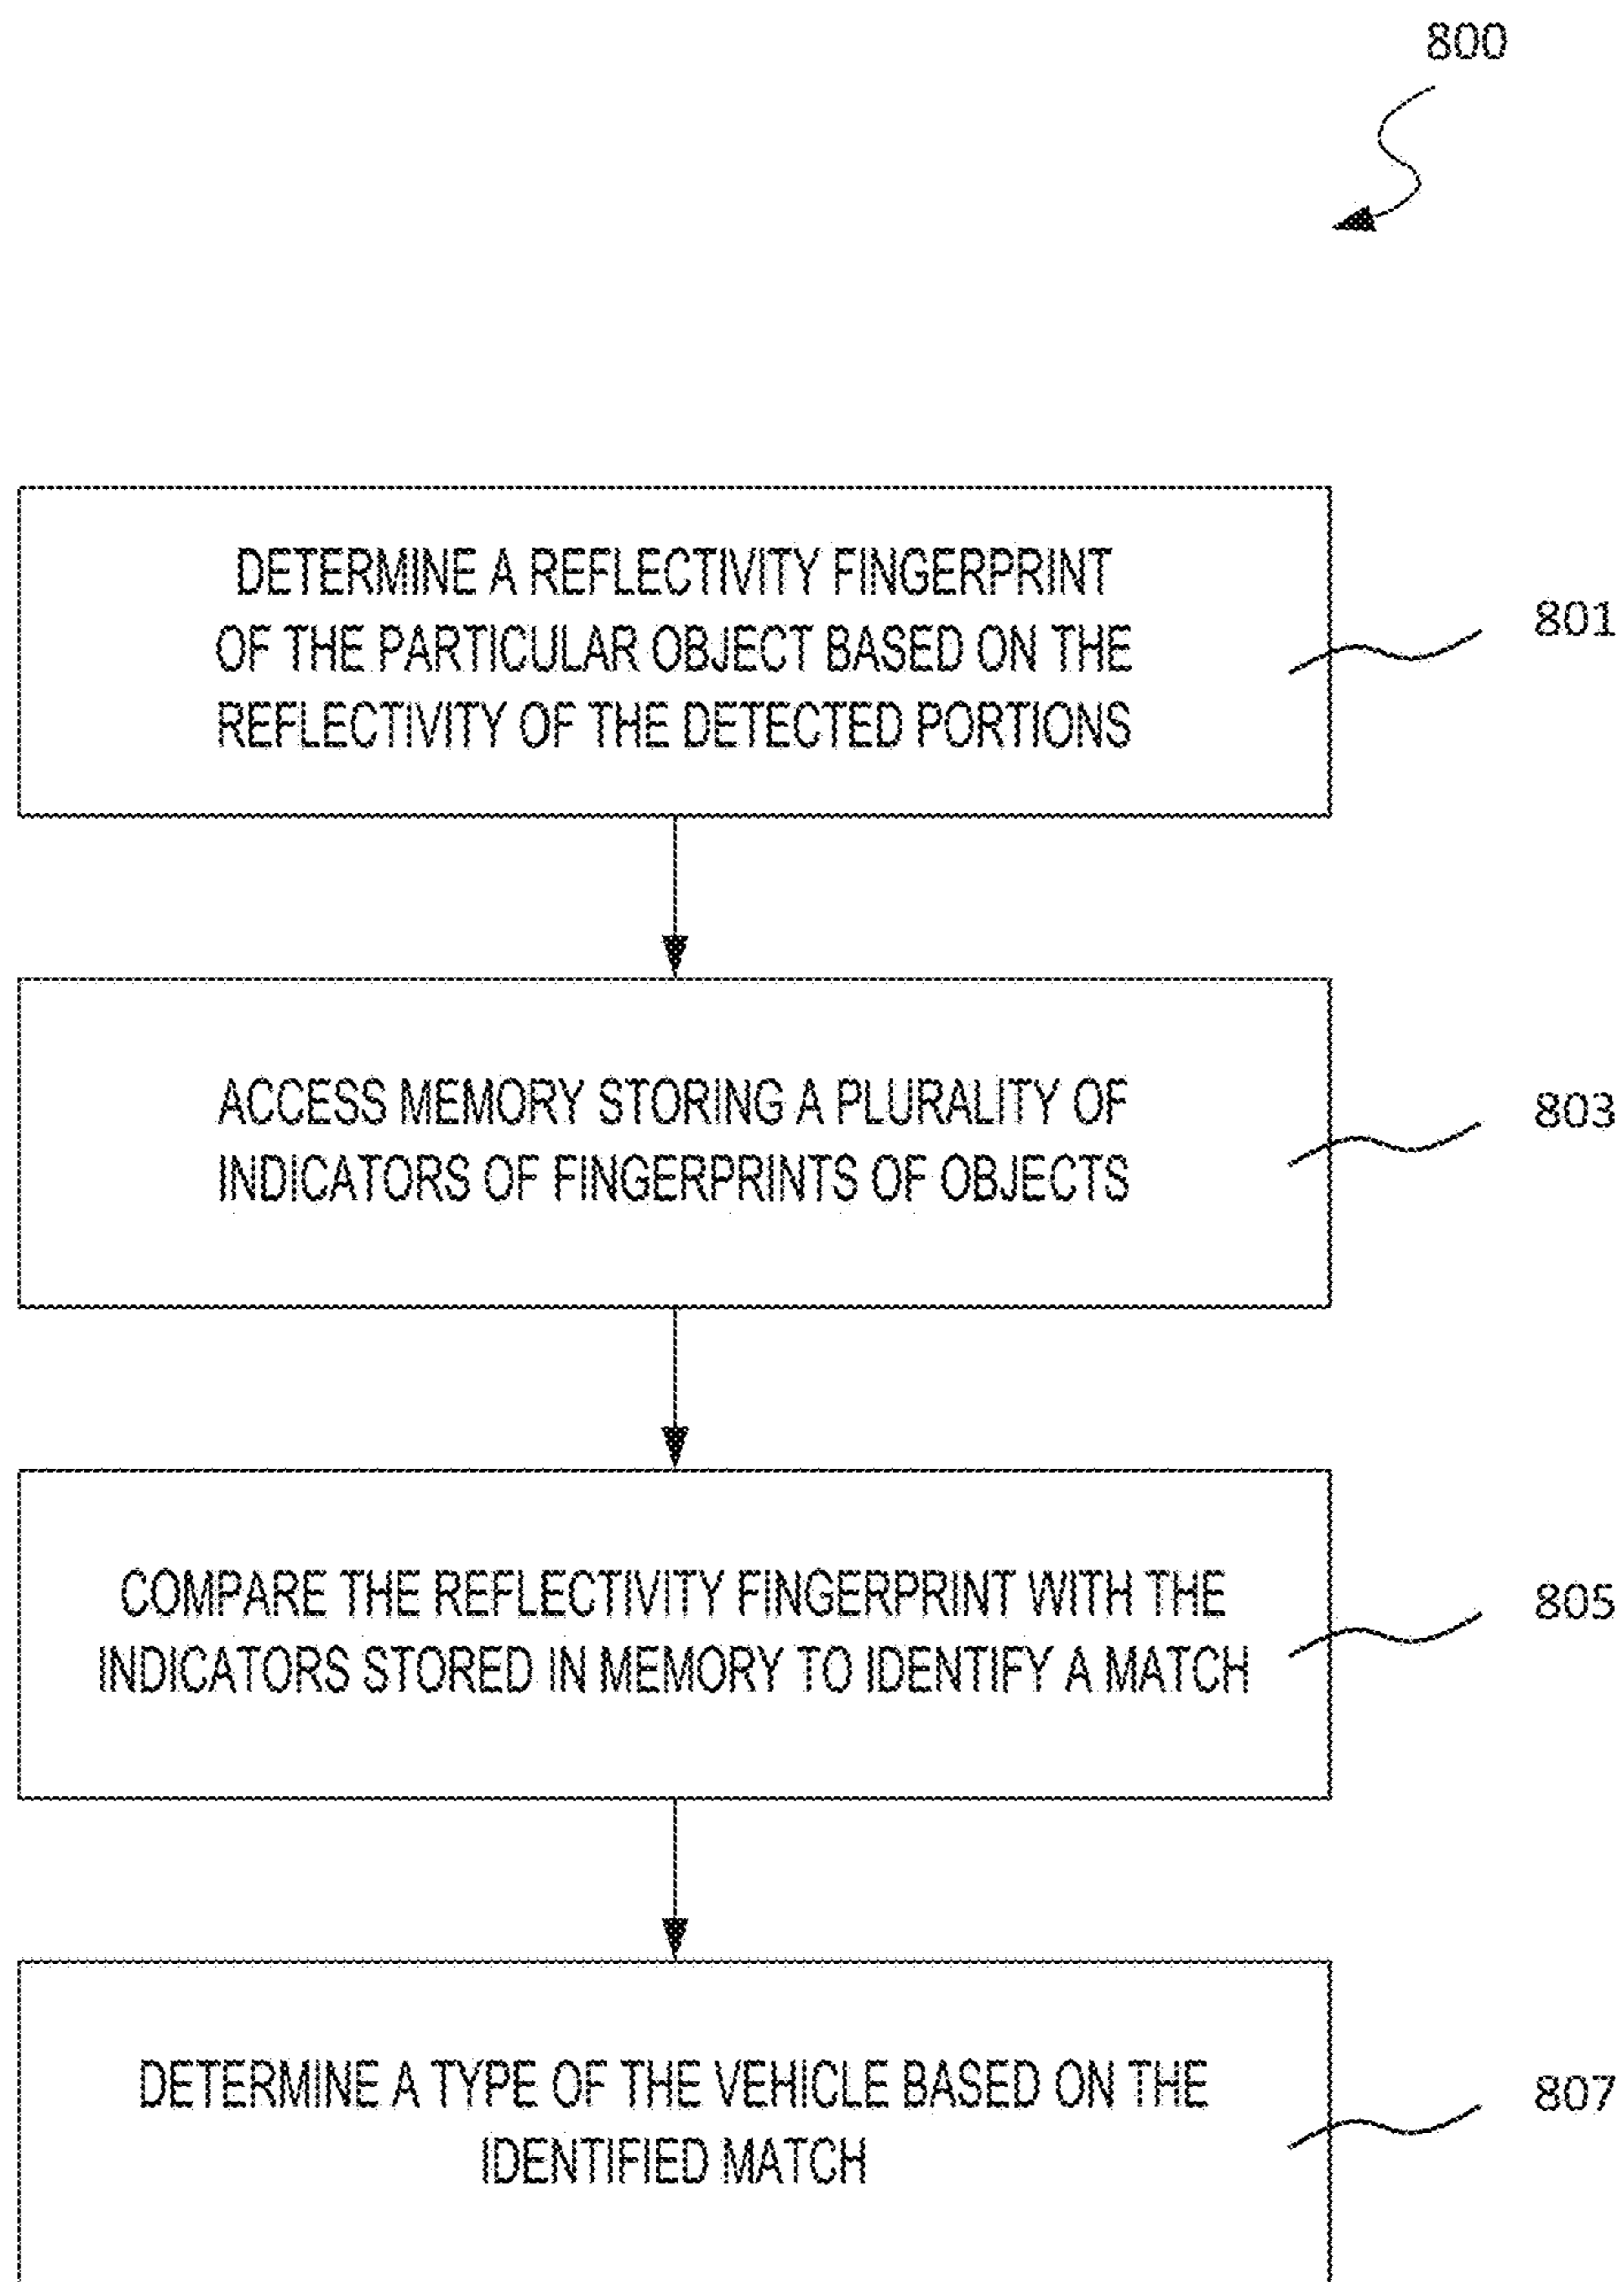 800
DETERMINE A REFLECTIVITY FINGERPRINT
OF THE PARTICULAR OBJECT BASED ON THE
REFLECTIVITY OF THE DETECTED PORTIONS
801
ACCESS MEMORY STORING A PLURALITY OF
INDICATORS OF FINGERPRINTS OF OBJECTS
803
COMPARE THE REFLECTIVITY FINGERPRINT WITH THE
INDICATORS STORED IN MEMORY TO IDENTIFY A MATCH
805
DETERMINE A TYPE OF THE VEHICLE BASED ON THE
IDENTIFIED MATCH
807